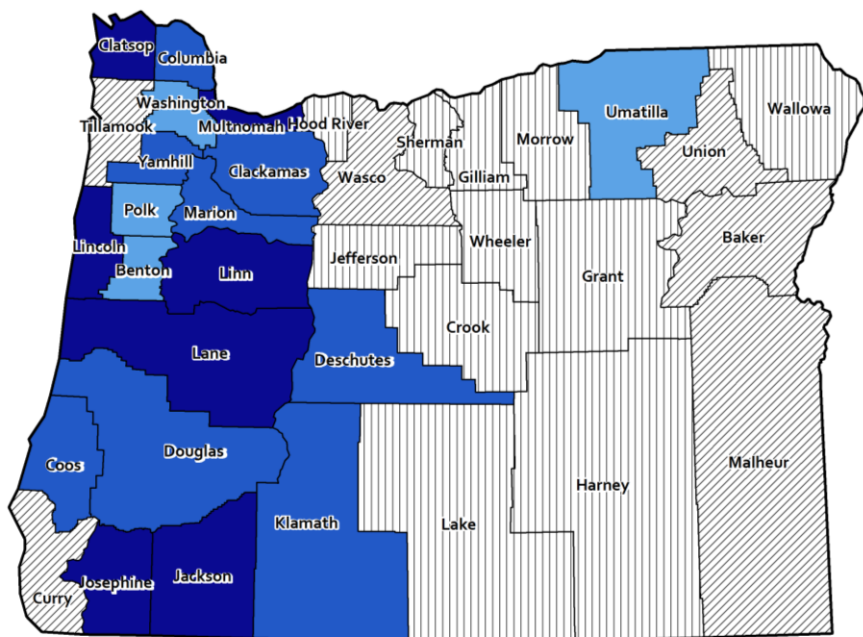 Clatsop
Columbia
Washington
Tillamook
Multnomah
Hood River
Sherman
Morrow
Umatilla
Wallowa
Union
Yamhill
Clackamas
Wasco
Gilliam
Polk
Marion
Lincoln
Benton
Linn
Jefferson
Wheeler
Grant
Baker
Lane
Deschutes
Crook
Coos
Douglas
Malheur
Harney
Klamath
Lake
Curry
Josephine
Jackson